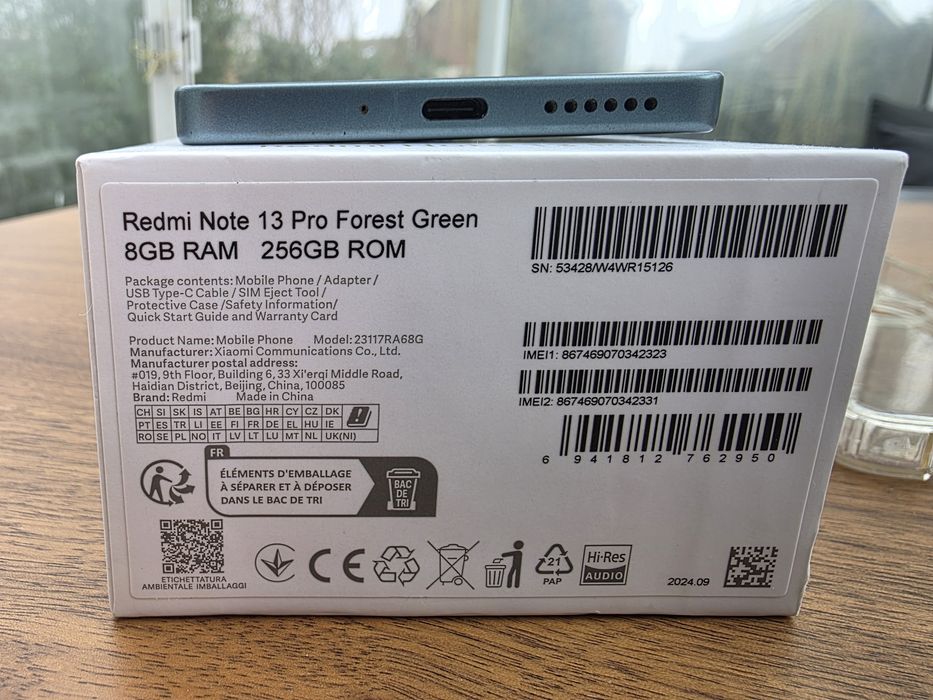 Redmi Note 13 Pro Forest Green
8GB RAM 256GB ROM
Package contents: Mobile Phone / Adapter /
USB Type-C Cable / SIM Eject Tool /
Protective Case /Safety Information/
Quick Start Guide and Warranty Card
Product Name: Mobile Phone Model: 23117RA68G
Manufacturer: Xiaomi Communications Co., Ltd.
Manufacturer postal address:
#019, 9th Floor, Building 6, 33 Xi'erqi Middle Road,
Haidian District, Beijing, China, 100085
Brand: Redmi Made in China
CH SI SK IS AT BE BG HR CY CZ DK
PT ES TR LI EE FI FR DE EL HU IE
RO SE PL NO IT LV LT LU MT NL UK(NI)
FR
ÉLÉMENTS D'EMBALLAGE
À SÉPARER ET À DÉPOSER
DANS LE BAC DE TRI
BAC
DE
TRI
ETICHETTATURA
AMBIENTALE IMBALLAGGI
CE
21
PAP
Hi-Res
AUDIO
SN: 53428/W4WR15126
IMEI1: 867469070342323
IMEI2: 867469070342331
6 941812 762950
2024.09